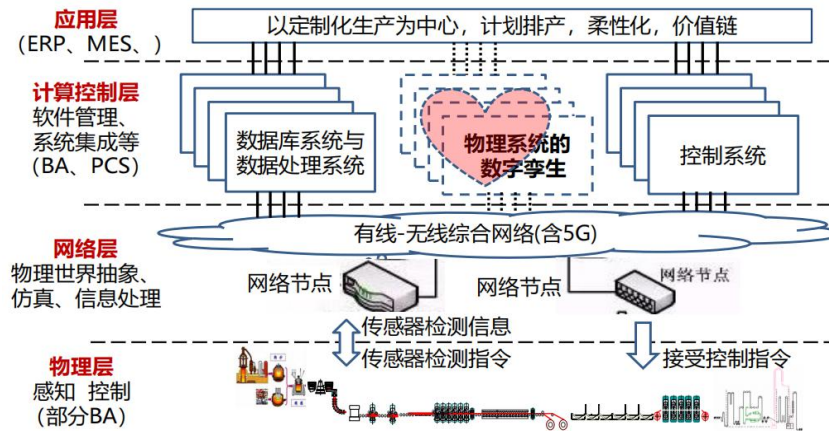 应用层
(ERP、MES、)
以定制化生产为中心，计划排产，柔性化，价值链
计算控制层
软件管理、
系统集成等
(BA、PCS)
数据库系统与
数据处理系统
物理系统的
数字孪生
控制系统
有线-无线综合网络(含5G)
网络层
物理世界抽象、
仿真、信息处理
网络节点
网络节点
网络节点
传感器检测信息
物理层
感知 控制
(部分BA)
传感器检测指令
接受控制指令